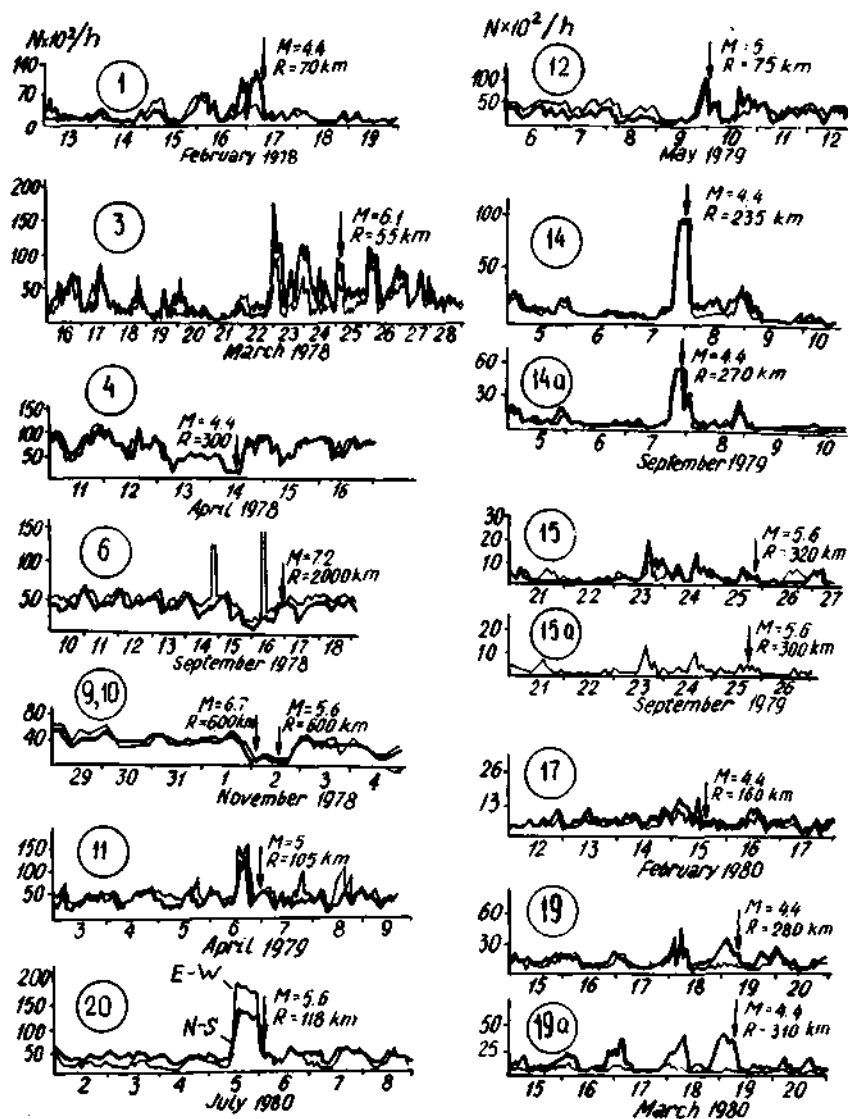 N×10²/h
140
70
0
1
M=4.4
R=70 km
13 14 15 16 17 18 19
February 1978
200
150
100
50
3
M=6.1
R=55 km
16 17 18 19 20 21 22 23 24 25 26 27 28
March 1978
150
100
50
4
M=4.4
R=300
11 12 13 14 15 16
April 1978
150
100
50
6
M=7.2
R=2000 km
10 11 12 13 14 15 16 17 18
September 1978
80
40
9,10
M=6.7
R=600 km
M=5.6
R=600 km
29 30 31 1 2 3 4
November 1978
150
100
50
11
M=5
R=105 km
3 4 5 6 7 8 9
April 1979
200
150
100
50
20
E-W
N-S
M=5.6
R=118 km
2 3 4 5 6 7 8
July 1980
N×10²/h
100
50
12
M=5
R=75 km
6 7 8 9 10 11 12
May 1979
100
50
14
M=4.4
R=235 km
5 6 7 8 9 10
60
30
14a
M=4.4
R=270 km
5 6 7 8 9 10
September 1979
30
20
10
15
M=5.6
R=320 km
21 22 23 24 25 26 27
20
10
15a
M=5.6
R=300 km
21 22 23 24 25 26
September 1979
26
13
17
M=4.4
R=160 km
12 13 14 15 16 17
February 1980
60
30
19
M=4.4
R=280 km
15 16 17 18 19 20
50
25
19a
M=4.4
R=310 km
15 16 17 18 19 20
March 1980